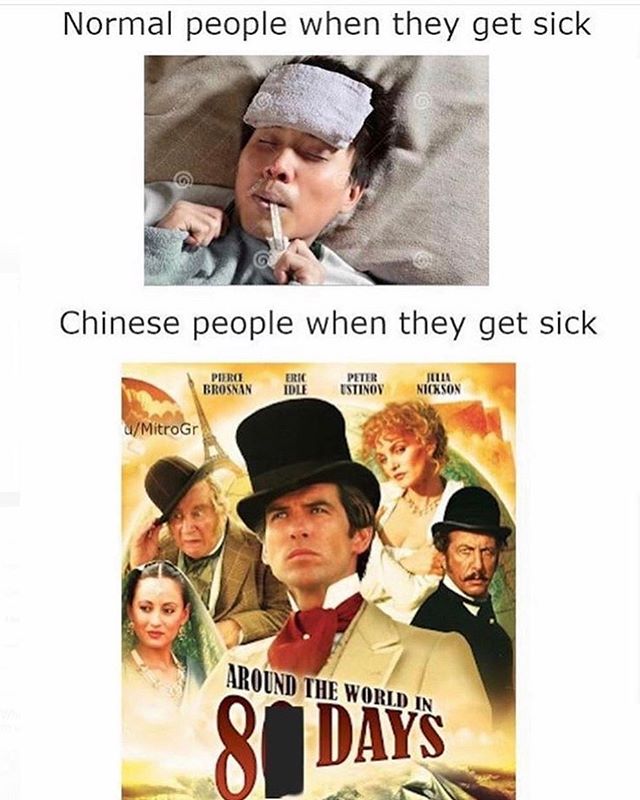 Normal people when they get sick
Chinese people when they get sick
PIERCE BROSNAN
ERIC IDLE
PETER USTINOV
JULIA NICKSON
u/MitroGr
AROUND THE WORLD IN
8 DAYS